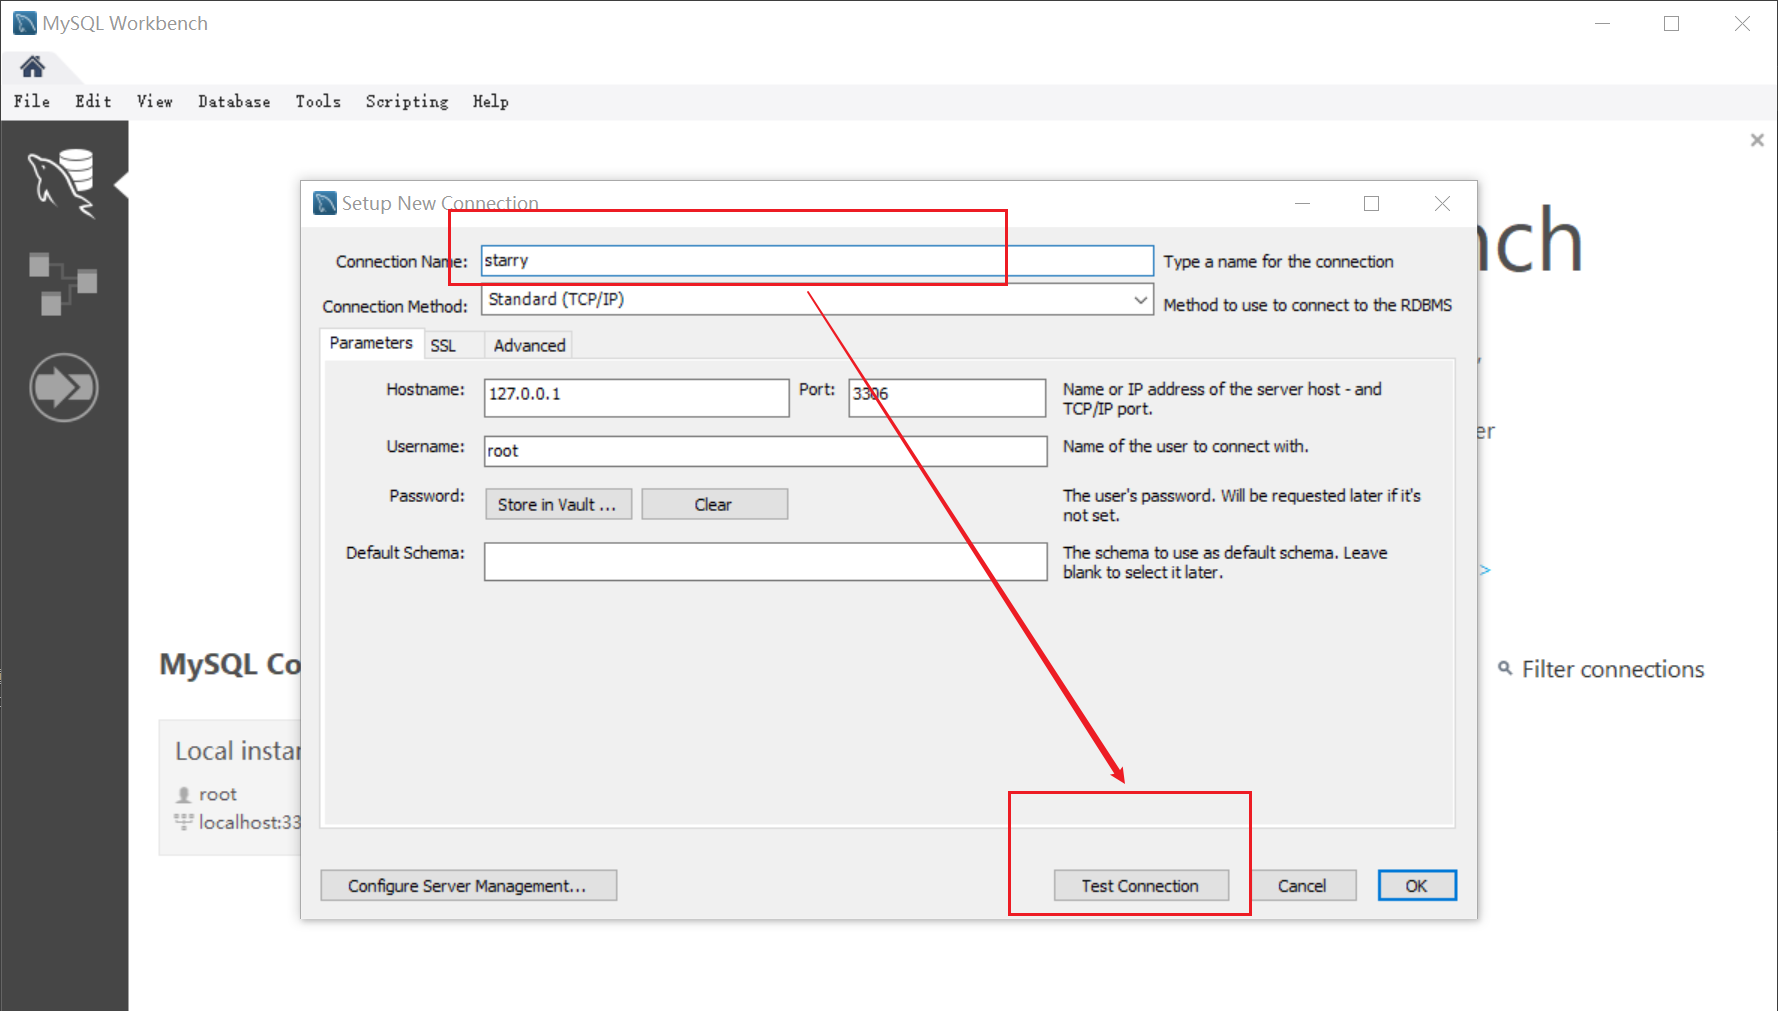 MySQL Workbench
File Edit View Database Tools Scripting Help
Setup New Connection
Connection Name: starry Type a name for the connection
Connection Method: Standard (TCP/IP) Method to use to connect to the RDBMS
Parameters SSL Advanced
Hostname: 127.0.0.1 Port: 3306 Name or IP address of the server host - and
TCP/IP port.
Username: root Name of the user to connect with.
Password: Store in Vault ... Clear The user's password. Will be requested later if it's
not set.
Default Schema: The schema to use as default schema. Leave
blank to select it later.
nch
er
>
MySQL Co
Filter connections
Local instan
root
localhost:33
Configure Server Management... Test Connection Cancel OK